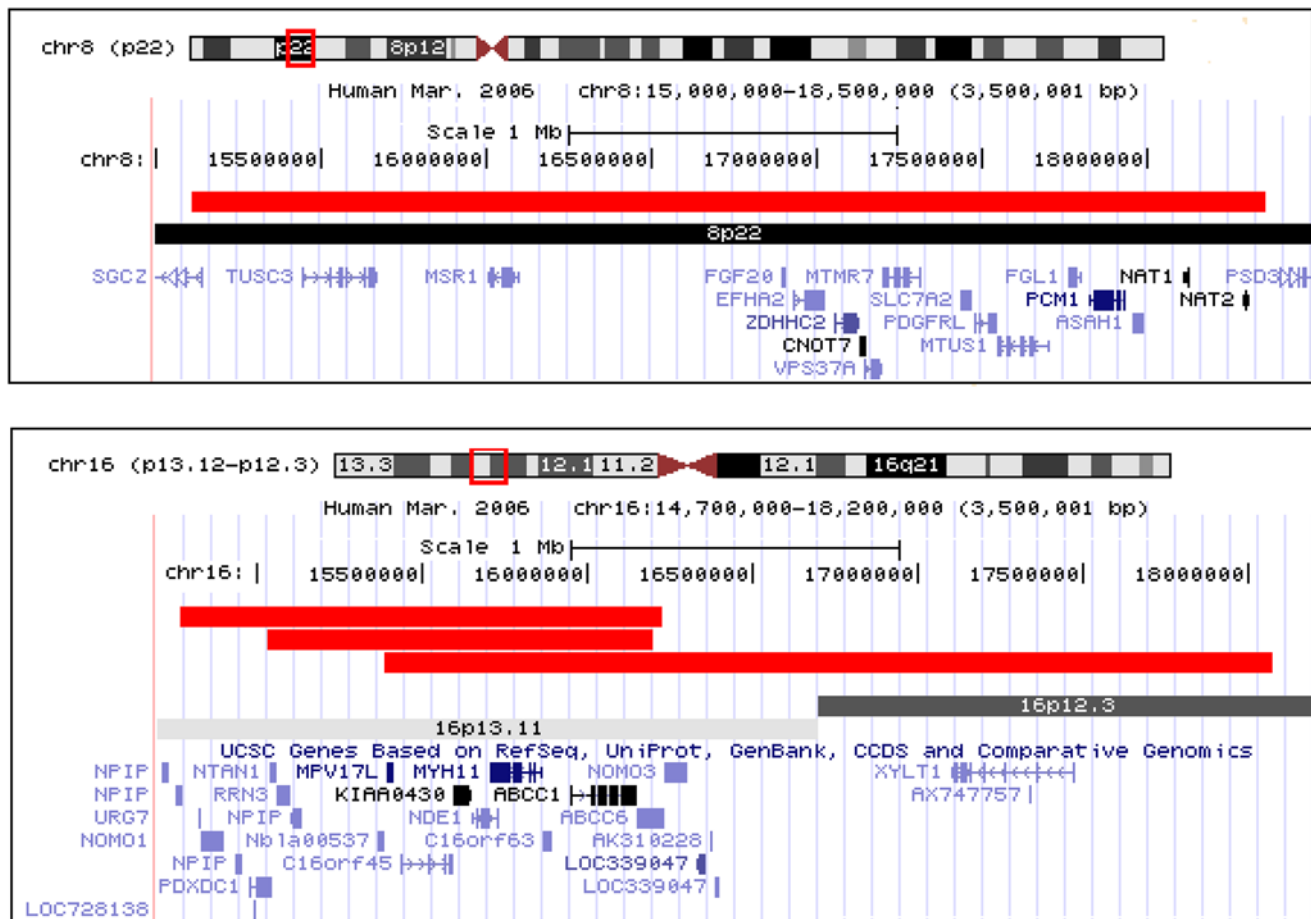 chr8 (p22) p22 8p12
Human Mar. 2006 chr8:15,000,000-18,500,000 (3,500,001 bp)
Scale 1 Mb
chr8: 15500000 16000000 16500000 17000000 17500000 18000000
8p22
SGCZ TUSC3 MSR1 FGF20 MTMR7 FGL1 NAT1 PSD3
EFHA2 SLC7A2 PCM1 NAT2
ZDHHC2 PDGFRL ASAH1
CNOT7 MTUS1
VPS37A
chr16 (p13.12-p12.3) 13.3 12.1 11.2 12.1 16q21
Human Mar. 2006 chr16:14,700,000-18,200,000 (3,500,001 bp)
Scale 1 Mb
chr16: 15500000 16000000 16500000 17000000 17500000 18000000
16p12.3
16p13.11
UCSC Genes Based on RefSeq, UniProt, GenBank, CCDS and Comparative Genomics
NPIP NTAN1 MPV17L MYH11 NOMO3 XYLT1
NPIP RRN3 KIAA0430 ABCC1 AX747757
URG7 NPIP NDE1 ABCC6
NOMO1 Nbla00537 C16orf63 AK310228
NPIP C16orf45 LOC339047
PDXDC1 LOC339047
LOC728138